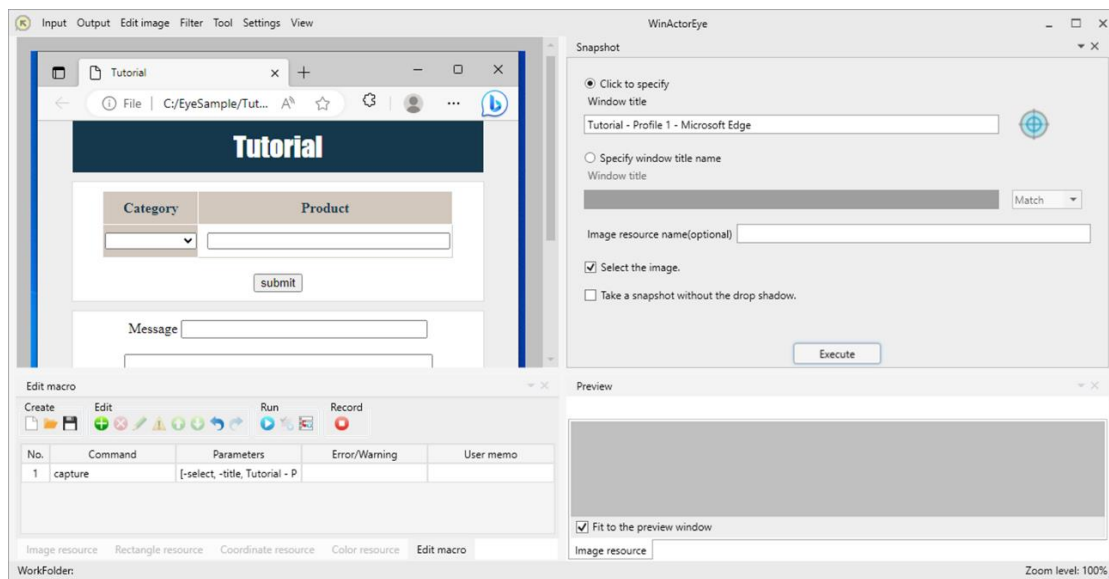 Input Output Edit image Filter Tool Settings View
WinActorEye
Tutorial
File | C:/EyeSample/Tut...
Tutorial
Category Product
submit
Message
Snapshot
Click to specify
Window title
Tutorial - Profile 1 - Microsoft Edge
Specify window title name
Window title
Match
Image resource name(optional)
Select the image.
Take a snapshot without the drop shadow.
Execute
Edit macro
Create Edit Run Record
No. Command Parameters Error/Warning User memo
1 capture [-select, -title, Tutorial - P
Image resource Rectangle resource Coordinate resource Color resource Edit macro
Preview
Fit to the preview window
Image resource
WorkFolder:
Zoom level: 100%